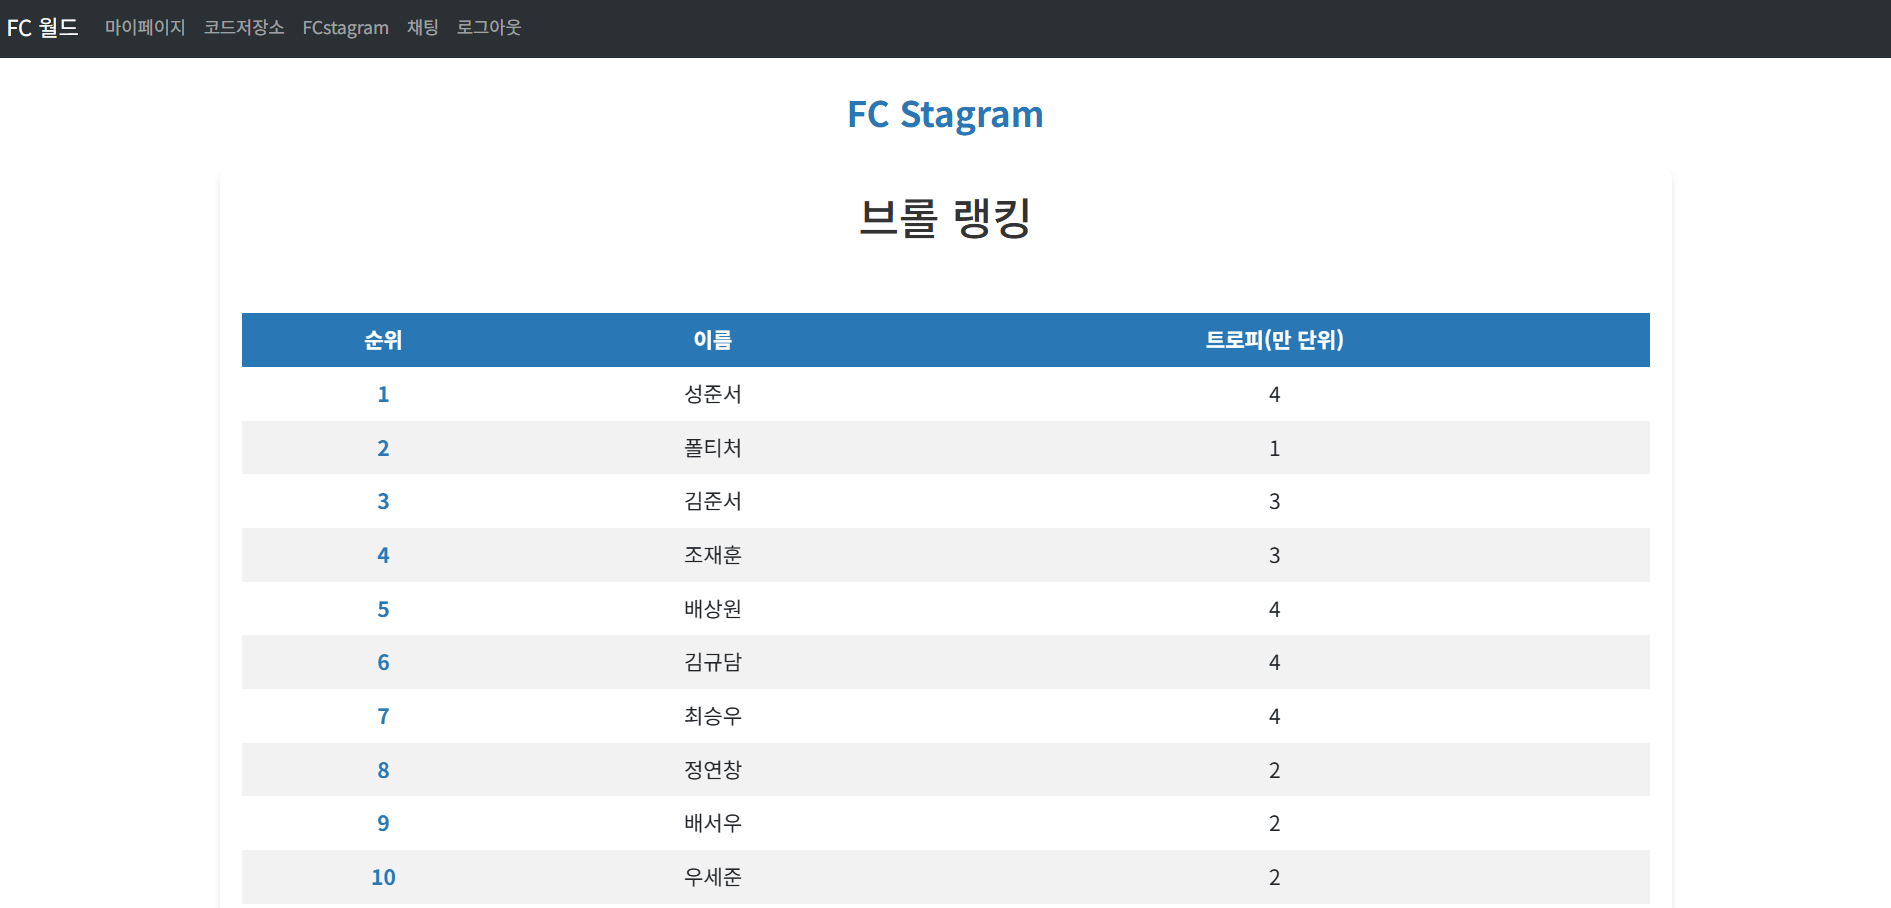 FC 월드 마이페이지 코드저장소 FCstagram 채팅 로그아웃
FC Stagram
브롤 랭킹
순위 이름 트로피(만 단위)
1 성준서 4
2 폴티처 1
3 김준서 3
4 조재훈 3
5 배상원 4
6 김규담 4
7 최승우 4
8 정연창 2
9 배서우 2
10 우세준 2